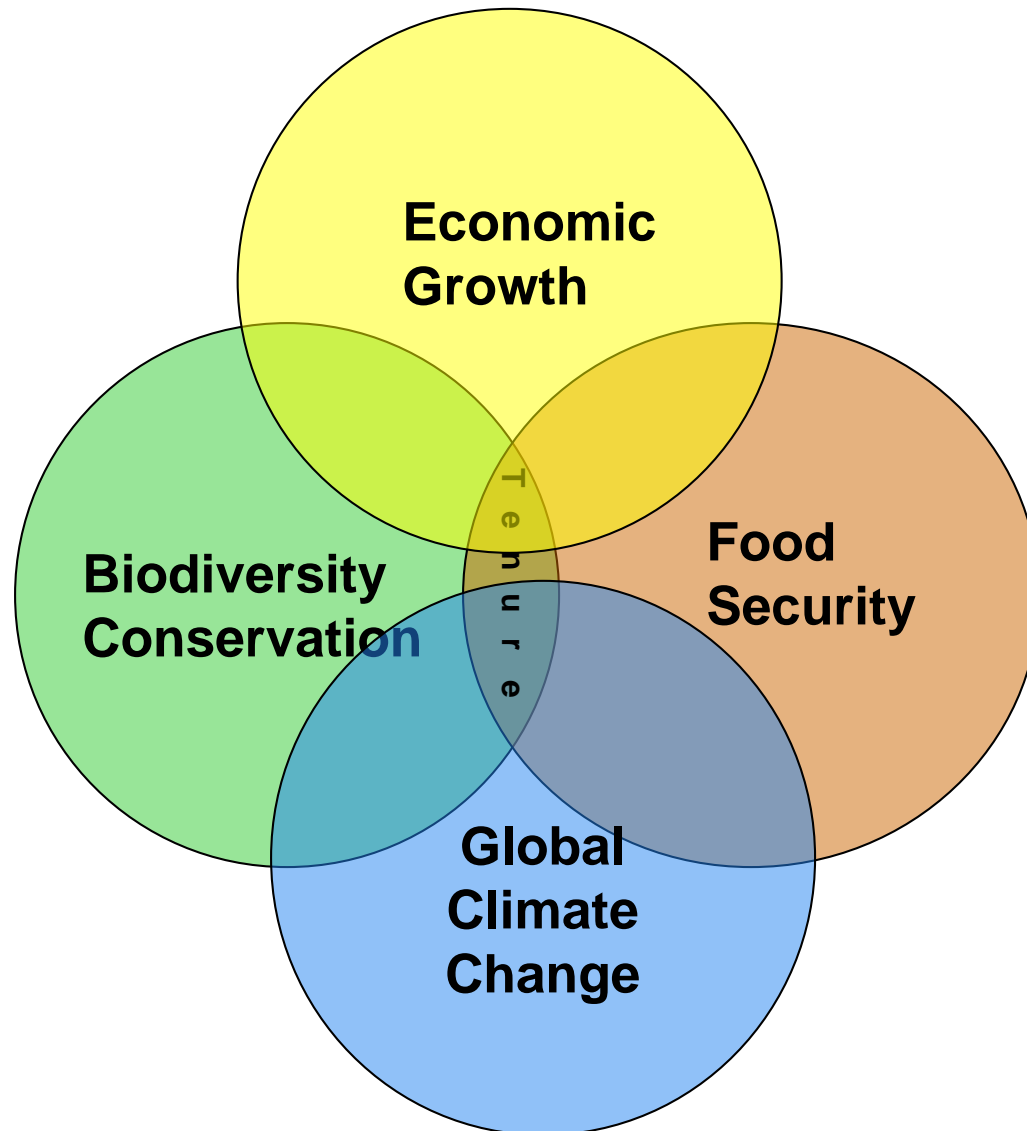 Economic
Growth
Biodiversity
Conservation
Tenure
Food
Security
Global
Climate
Change